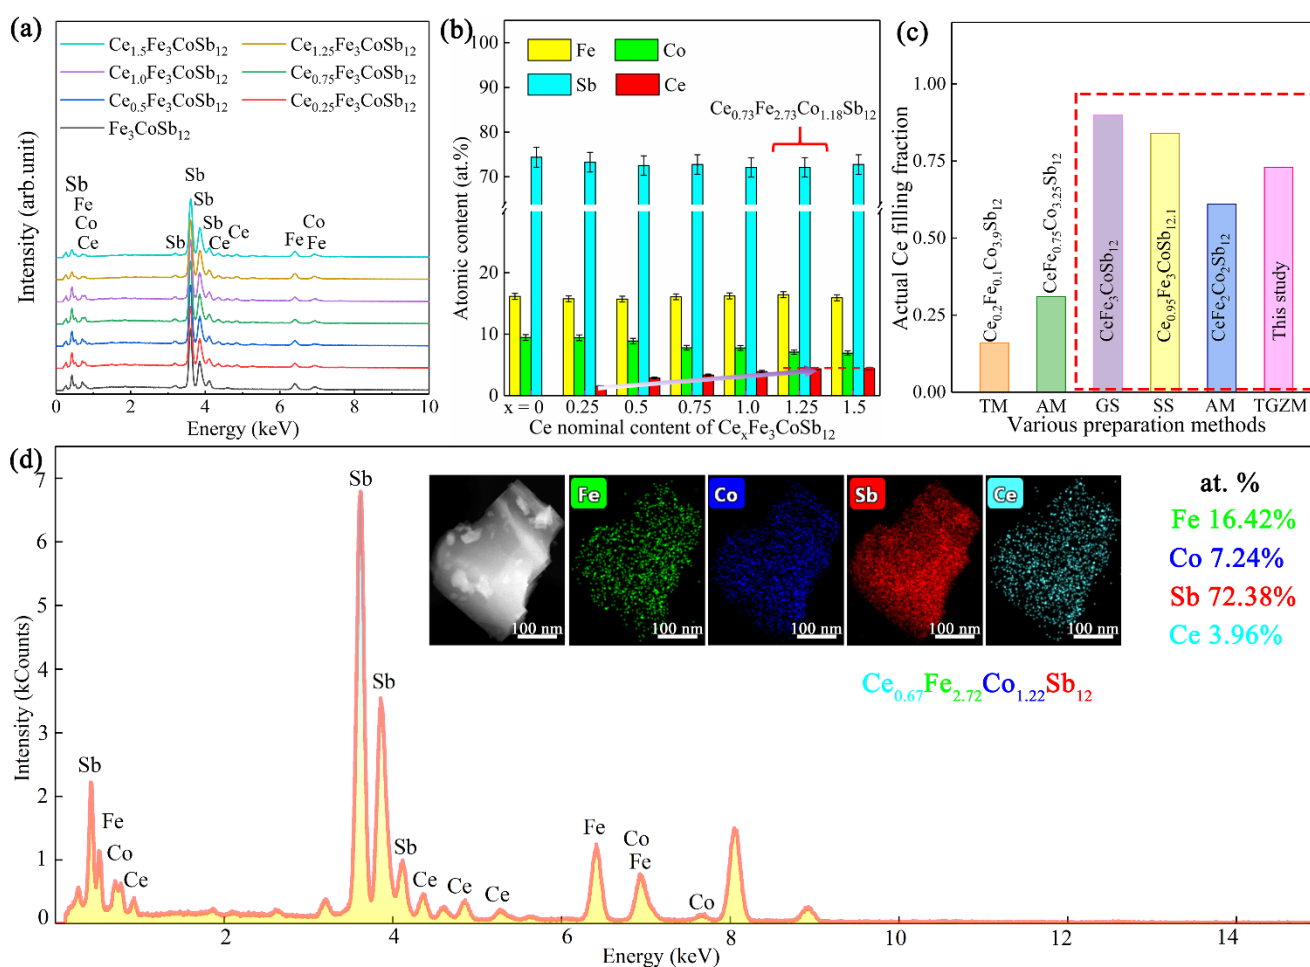 (a)
Ce1.5Fe3CoSb12
Ce1.25Fe3CoSb12
Ce1.0Fe3CoSb12
Ce0.75Fe3CoSb12
Ce0.5Fe3CoSb12
Ce0.25Fe3CoSb12
Fe3CoSb12
Intensity (arb.unit)
Sb
Fe
Co
Ce
Sb
Sb
Sb
Sb
Ce
Ce
Fe
Co
Fe
0 2 4 6 8 10
Energy (keV)
(b)
Fe Co
Sb Ce
Ce0.73Fe2.73Co1.18Sb12
Atomic content (at.%)
100
90
80
70
20
10
0
x = 0 0.25 0.5 0.75 1.0 1.25 1.5
Ce nominal content of CexFe3CoSb12
(c)
Actual Ce filling fraction
1.00
0.75
0.50
0.25
0.00
Ce0.2Fe0.1Co3.9Sb12
CeFe0.75Co3.25Sb12
CeFe3CoSb12
Ce0.95Fe3CoSb12.1
CeFe2Co2Sb12
This study
TM AM GS SS AM TGZM
Various preparation methods
(d)
Intensity (kCounts)
7
6
5
4
3
2
1
0
Sb
Fe
Co
Ce
Sb
Sb
Sb
Ce
Ce
Ce
Fe
Co
Fe
Co
2 4 6 8 10 12 14
Energy (keV)
Fe Co Sb Ce
100 nm 100 nm 100 nm 100 nm 100 nm
at. %
Fe 16.42%
Co 7.24%
Sb 72.38%
Ce 3.96%
Ce0.67Fe2.72Co1.22Sb12